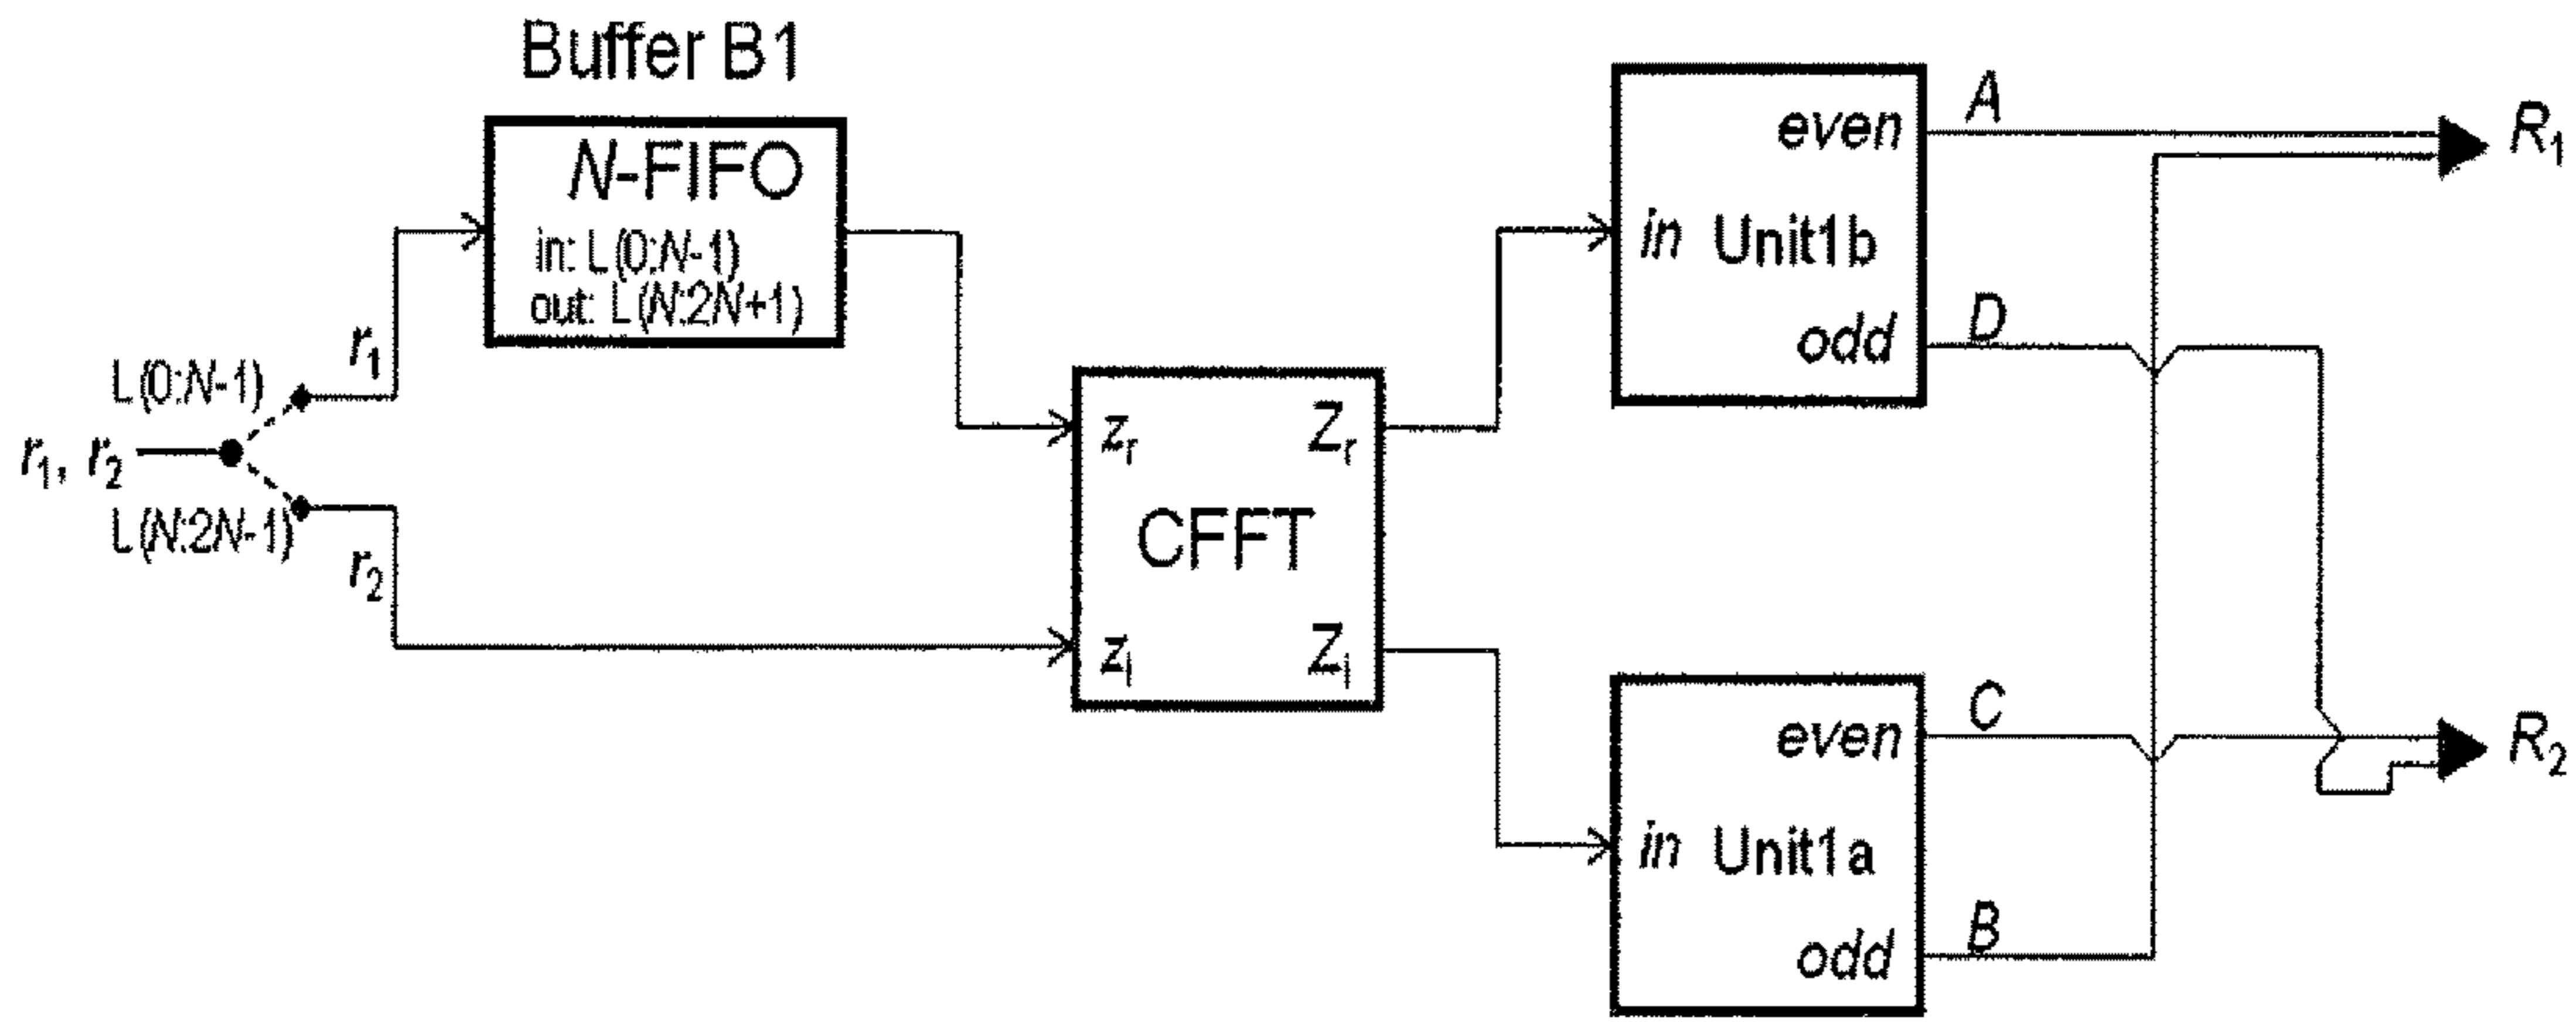 Buffer B1
N-FIFO
in: L(0:N-1)
out: L(N:2N+1)
r1
L(0:N-1)
r1, r2
L(N:2N-1)
r2
zr
Zr
CFFT
zi
Zi
even
in Unit1b
odd
A
D
R1
even
in Unit1a
odd
C
B
R2